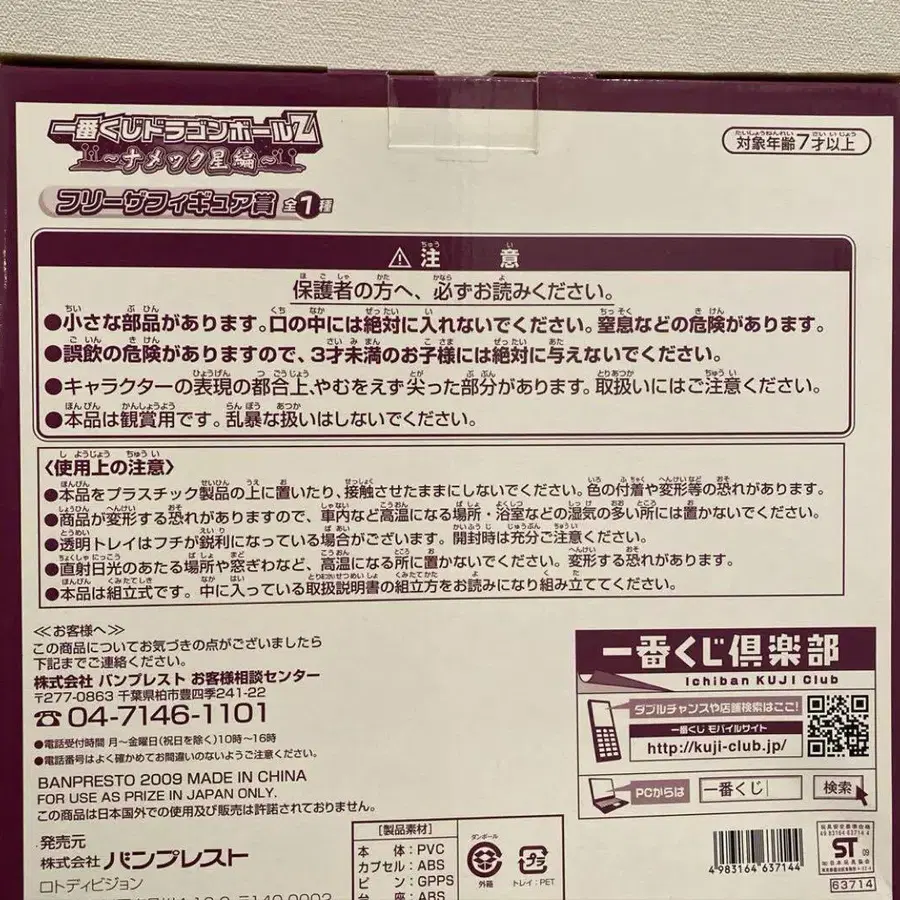 一番くじドラゴンボールZ
~ナメック星編~
フリーザフィギュア賞 全1種
対象年齢7才以上
⚠注意
保護者の方へ、必ずお読みください。
●小さな部品があります。口の中には絶対に入れないでください。窒息などの危険があります。
●誤飲の危険がありますので、3才未満のお子様には絶対に与えないでください。
●キャラクターの表現の都合上、やむをえず尖った部分があります。取扱いにはご注意ください。
●本品は観賞用です。乱暴な扱いはしないでください。
〈使用上の注意〉
●本品をプラスチック製品の上に置いたり、接触させたままにしないでください。色の付着や変形等の恐れがあります。
●商品が変形する恐れがありますので、車内など高温になる場所・浴室などの湿気の多い所には置かないでください。
●透明トレイはフチが鋭利になっている場合がございます。開封時は充分ご注意ください。
●直射日光のあたる場所や窓ぎわなど、高温になる所に置かないでください。変形する恐れがあります。
●本品は組立式です。中に入っている取扱説明書の組立方をお読みになり組み立ててください。
≪お客様へ≫
この商品についてお気づきの点がございましたら
下記までご連絡ください。
株式会社 バンプレスト お客様相談センター
〒277-0863 千葉県柏市豊四季241-22
☎04-7146-1101
●電話受付時間 月～金曜日(祝日を除く)10時～16時
●電話番号はよく確かめてお間違いのないようご注意ください。
BANPRESTO 2009 MADE IN CHINA
FOR USE AS PRIZE IN JAPAN ONLY.
この商品は日本国外での使用及び販売は許諾されておりません。
発売元
株式会社 バンプレスト
ロトディビジョン
一番くじ倶楽部
Ichiban KUJI Club
ダブルチャンスや店舗検索はここ!
一番くじ モバイルサイト
http://kuji-club.jp/
PCからは 一番くじ 検索
[製品素材]
本体:PVC
カプセル:ABS
ピン:GPPS
台座:ABS
ダンボール
外箱
プラ
トレイ:PET
4 983164 637144
ST
09
63714